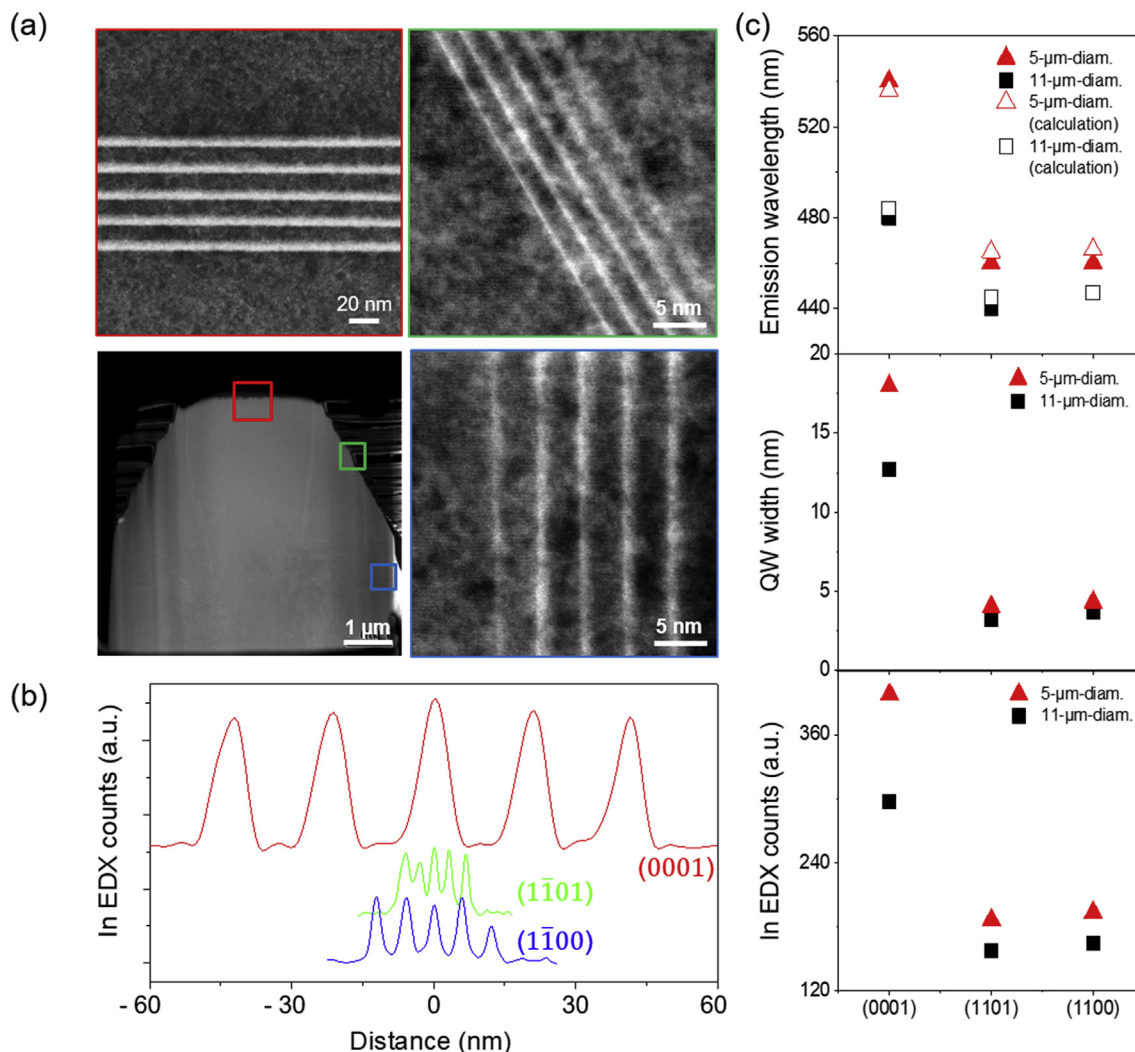 (a)
20 nm
5 nm
1 μm
5 nm
(b)
In EDX counts (a.u.)
(0001)
(11̅01)
(11̅00)
- 60
- 30
0
30
60
Distance (nm)
(c)
560
520
480
440
Emission wavelength (nm)
5-μm-diam.
11-μm-diam.
5-μm-diam.
(calculation)
11-μm-diam.
(calculation)
20
15
10
5
0
QW width (nm)
5-μm-diam.
11-μm-diam.
360
240
120
In EDX counts (a.u.)
5-μm-diam.
11-μm-diam.
(0001)
(1101)
(1100)